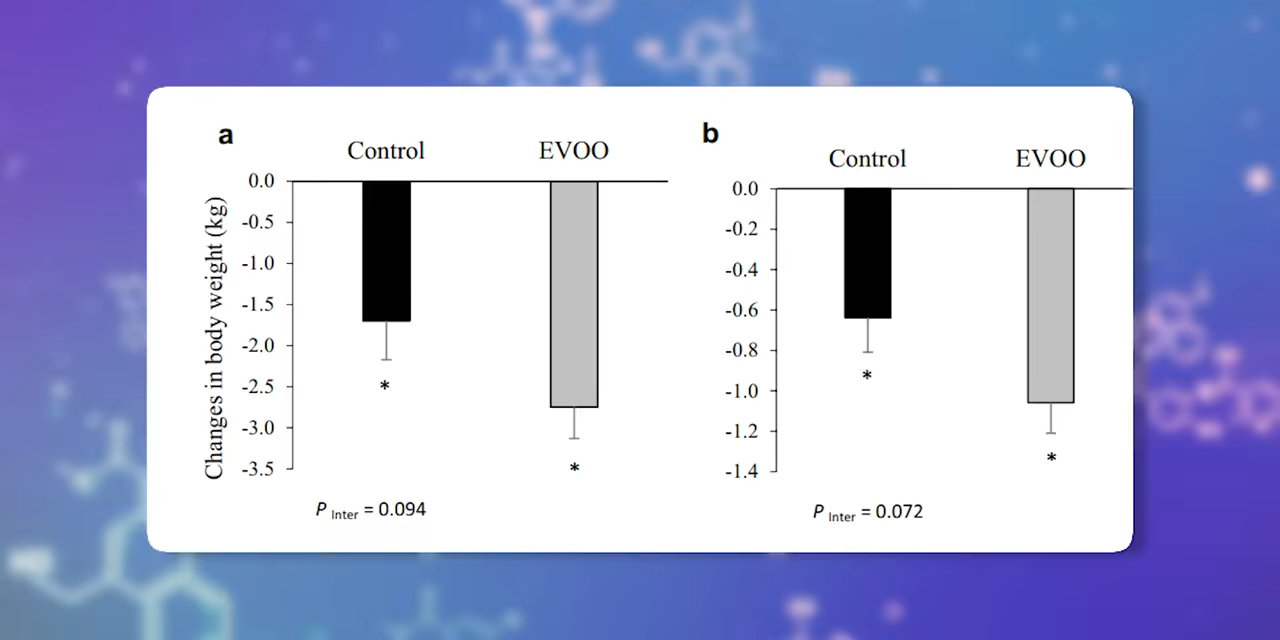 a
Control EVOO
0.0
-0.5
-1.0
-1.5
-2.0
-2.5
-3.0
-3.5
Changes in body weight (kg)
*
*
P Inter = 0.094
b
Control EVOO
0.0
-0.2
-0.4
-0.6
-0.8
-1.0
-1.2
-1.4
*
*
P Inter = 0.072